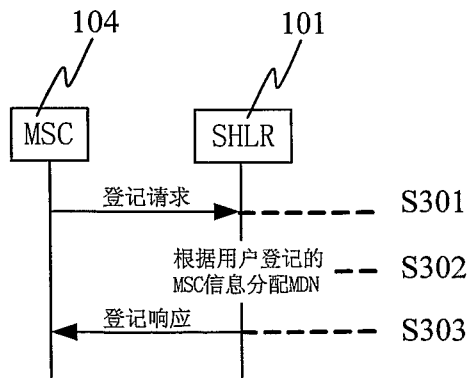 104
101
MSC
SHLR
登记请求
S301
根据用户登记的
MSC信息分配MDN
S302
登记响应
S303